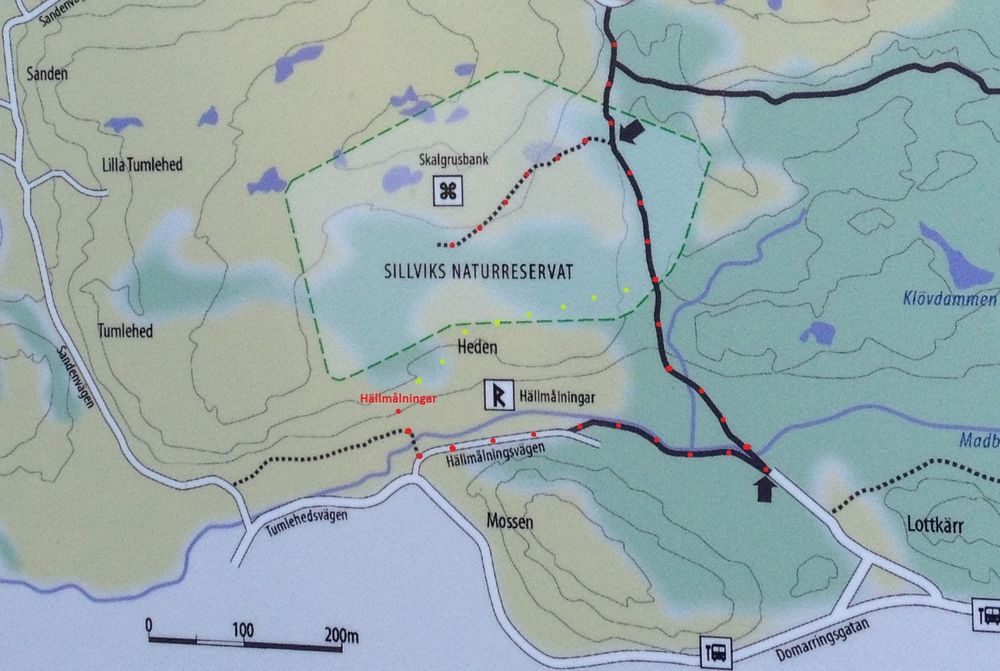 Sandenvägen
Sanden
Lilla Tumlehed
Skalgrusbank
SILLVIKS NATURRESERVAT
Klövdammen
Tumlehed
Heden
Sandenvägen
Hällmålningar
Hällmålningar
Madb
Hällmålningsvägen
Tumlehedsvägen
Mossen
Lottkärr
0 100 200m
Domarringsgatan